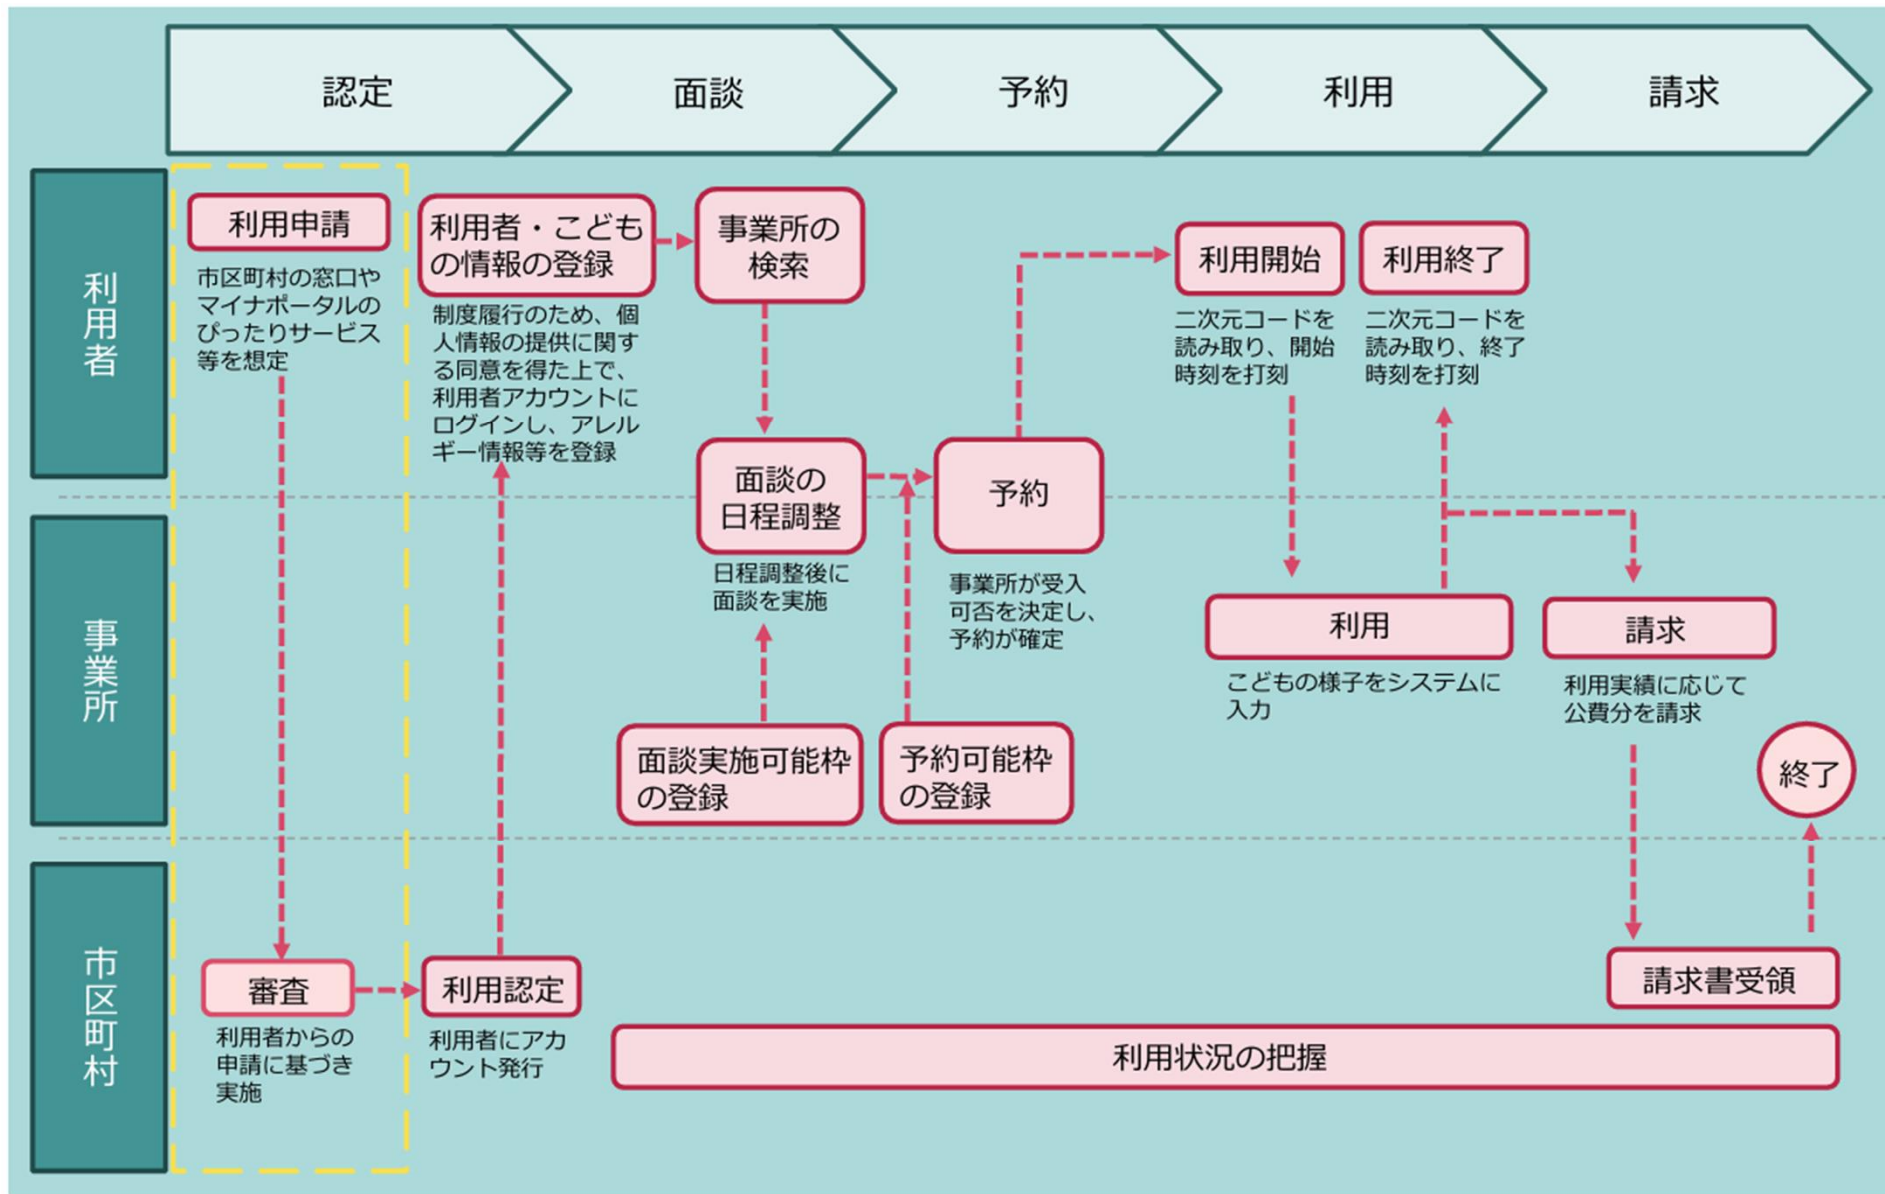 認定
面談
予約
利用
請求
利用者
利用申請
市区町村の窓口や
マイナポータルの
ぴったりサービス
等を想定
利用者・こども
の情報の登録
制度履行のため、個
人情報の提供に関す
る同意を得た上で、
利用者アカウントに
ログインし、アレル
ギー情報等を登録
事業所の
検索
面談の
日程調整
日程調整後に
面談を実施
予約
事業所が受入
可否を決定し、
予約が確定
利用開始
二次元コードを
読み取り、開始
時刻を打刻
利用終了
二次元コードを
読み取り、終了
時刻を打刻
事業所
面談実施可能枠
の登録
予約可能枠
の登録
利用
こどもの様子をシステムに
入力
請求
利用実績に応じて
公費分を請求
終了
市区町村
審査
利用者からの
申請に基づき
実施
利用認定
利用者にアカ
ウント発行
請求書受領
利用状況の把握